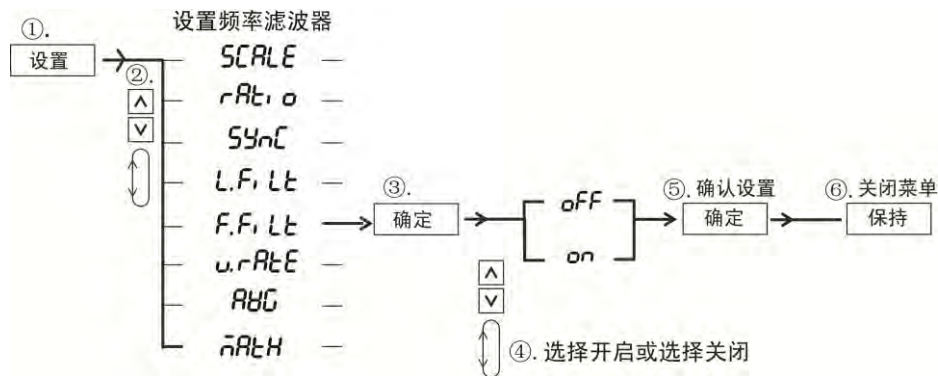 设置频率滤波器
①.
设置
②.
SCALE
rAtio
SYnC
L.FiLt
F.FiLt
u.rAtE
AVG
mAtH
③.
确定
oFF
on
④. 选择开启或选择关闭
⑤. 确认设置
确定
⑥. 关闭菜单
保持